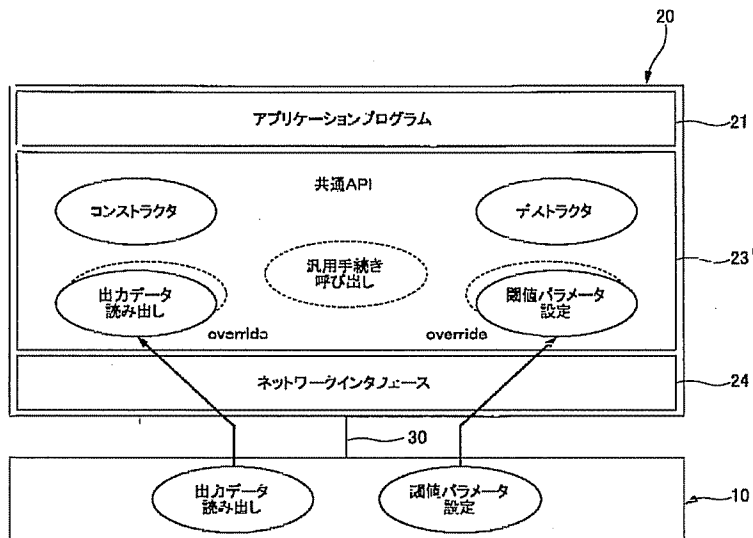 20
アプリケーションプログラム
21
共通API
コンストラクタ
デストラクタ
汎用手続き
呼び出し
23'
出力データ
読み出し
override
override
閾値パラメータ
設定
ネットワークインタフェース
24
30
出力データ
読み出し
閾値パラメータ
設定
10